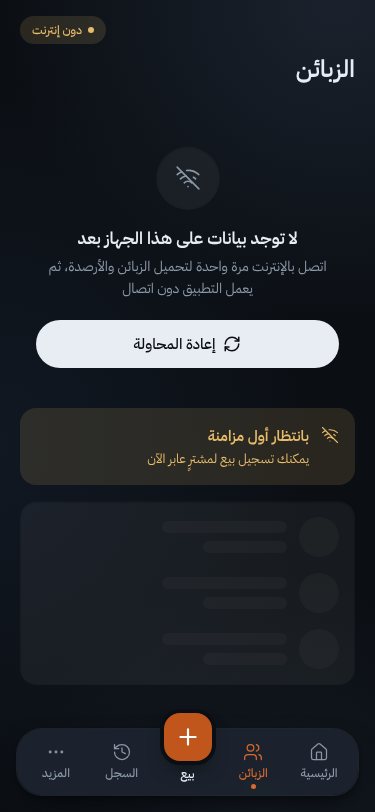 دون إنترنت
الزبائن
لا توجد بيانات على هذا الجهاز بعد
اتصل بالإنترنت مرة واحدة لتحميل الزبائن والأرصدة، ثم
يعمل التطبيق دون اتصال
إعادة المحاولة
بانتظار أول مزامنة
يمكنك تسجيل بيع لمشترٍ عابر الآن
الرئيسية
الزبائن
بيع
السجل
المزيد